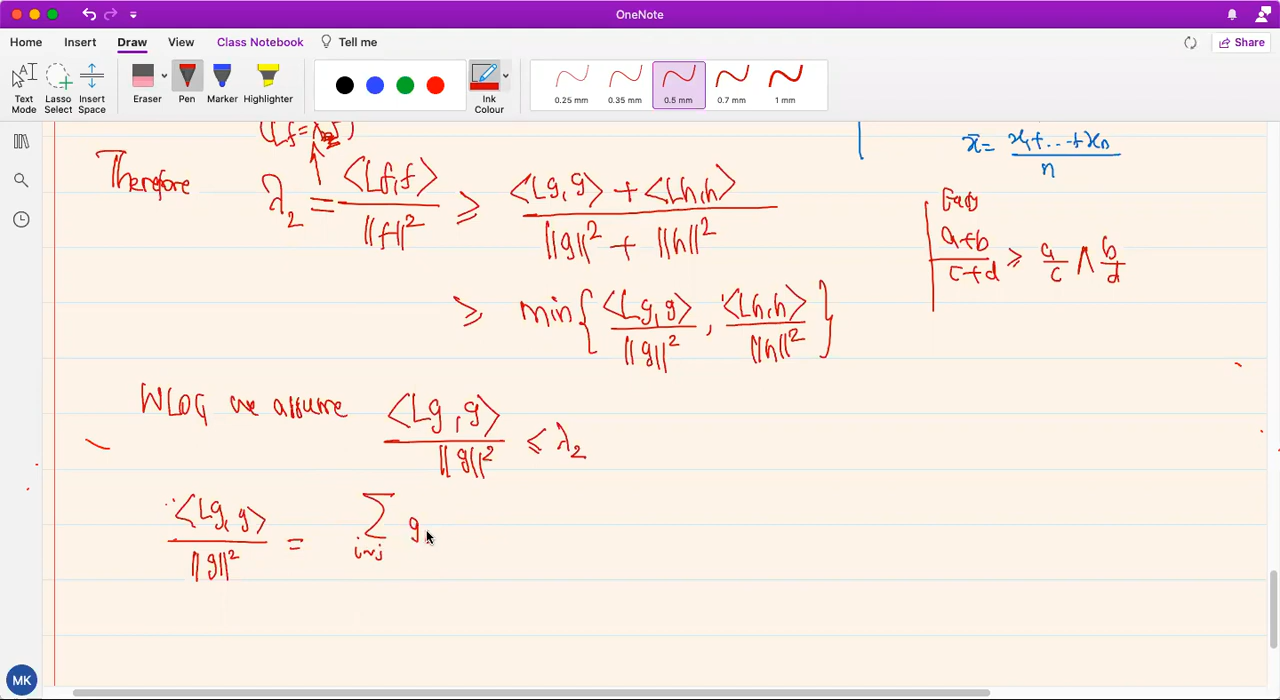 OneNote
Home Insert Draw View Class Notebook Tell me
Share
Text Mode
Lasso Select
Insert Space
Eraser
Pen
Marker
Highlighter
Ink Colour
0.25 mm
0.35 mm
0.5 mm
0.7 mm
1 mm
(Lf = λ₂f)
x̄ = (x₁+...+xₙ)/n
Therefore λ₂ = <Lf,f>/||f||² ≥ (<Lg,g> + <Lh,h>)/(||g||² + ||h||²)
(a+b)/(c+d) ≥ a/c ∧ b/d
≥ min{<Lg,g>/||g||², <Lh,h>/||h||²}
WLOG we assume <Lg,g>/||g||² ≤ λ₂
<Lg,g>/||g||² = Σ_{i~j} g
MK